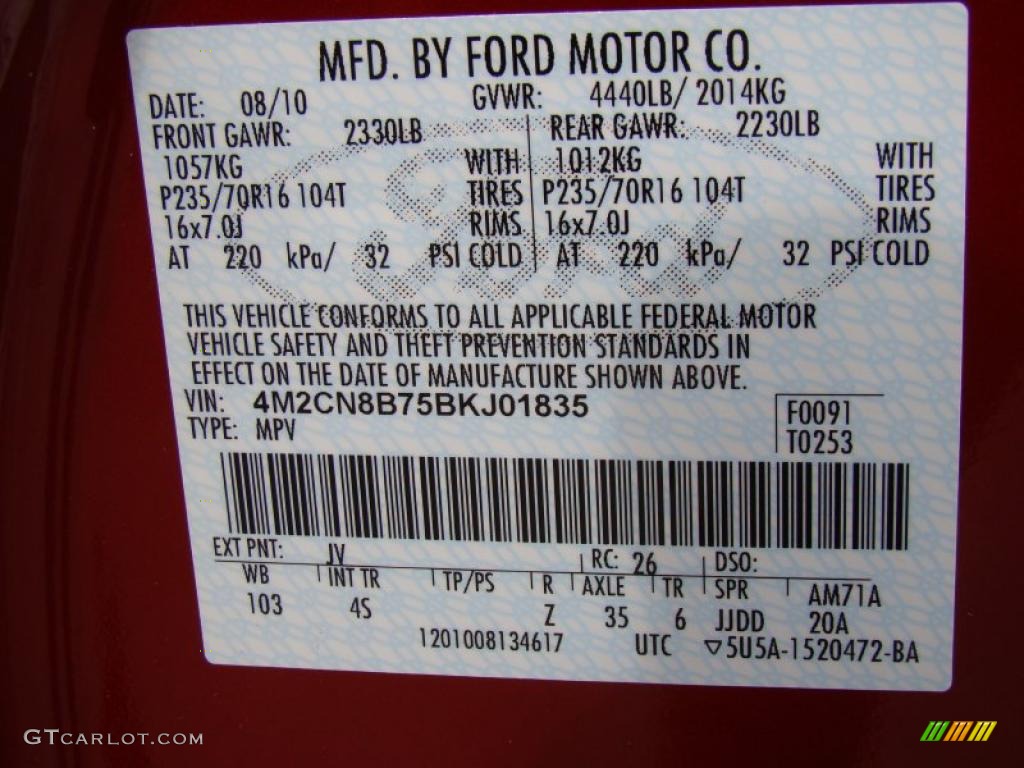 MFD. BY FORD MOTOR CO.
DATE: 08/10 GVWR: 4440LB/ 2014KG
FRONT GAWR: 2330LB REAR GAWR: 2230LB
1057KG WITH 1012KG WITH
P235/70R16 104T TIRES P235/70R16 104T TIRES
16x7.0J RIMS 16x7.0J RIMS
AT 220 kPa/ 32 PSI COLD AT 220 kPa/ 32 PSI COLD
Ford
THIS VEHICLE CONFORMS TO ALL APPLICABLE FEDERAL MOTOR
VEHICLE SAFETY AND THEFT PREVENTION STANDARDS IN
EFFECT ON THE DATE OF MANUFACTURE SHOWN ABOVE.
VIN: 4M2CN8B75BKJ01835 F0091
TYPE: MPV T0253
EXT PNT: JV RC: 26 DSO:
WB INT TR TP/PS R AXLE TR SPR AM71A
103 4S Z 35 6 JJDD 20A
1201008134617 UTC ▽5U5A-1520472-BA
GTCARLOT.COM